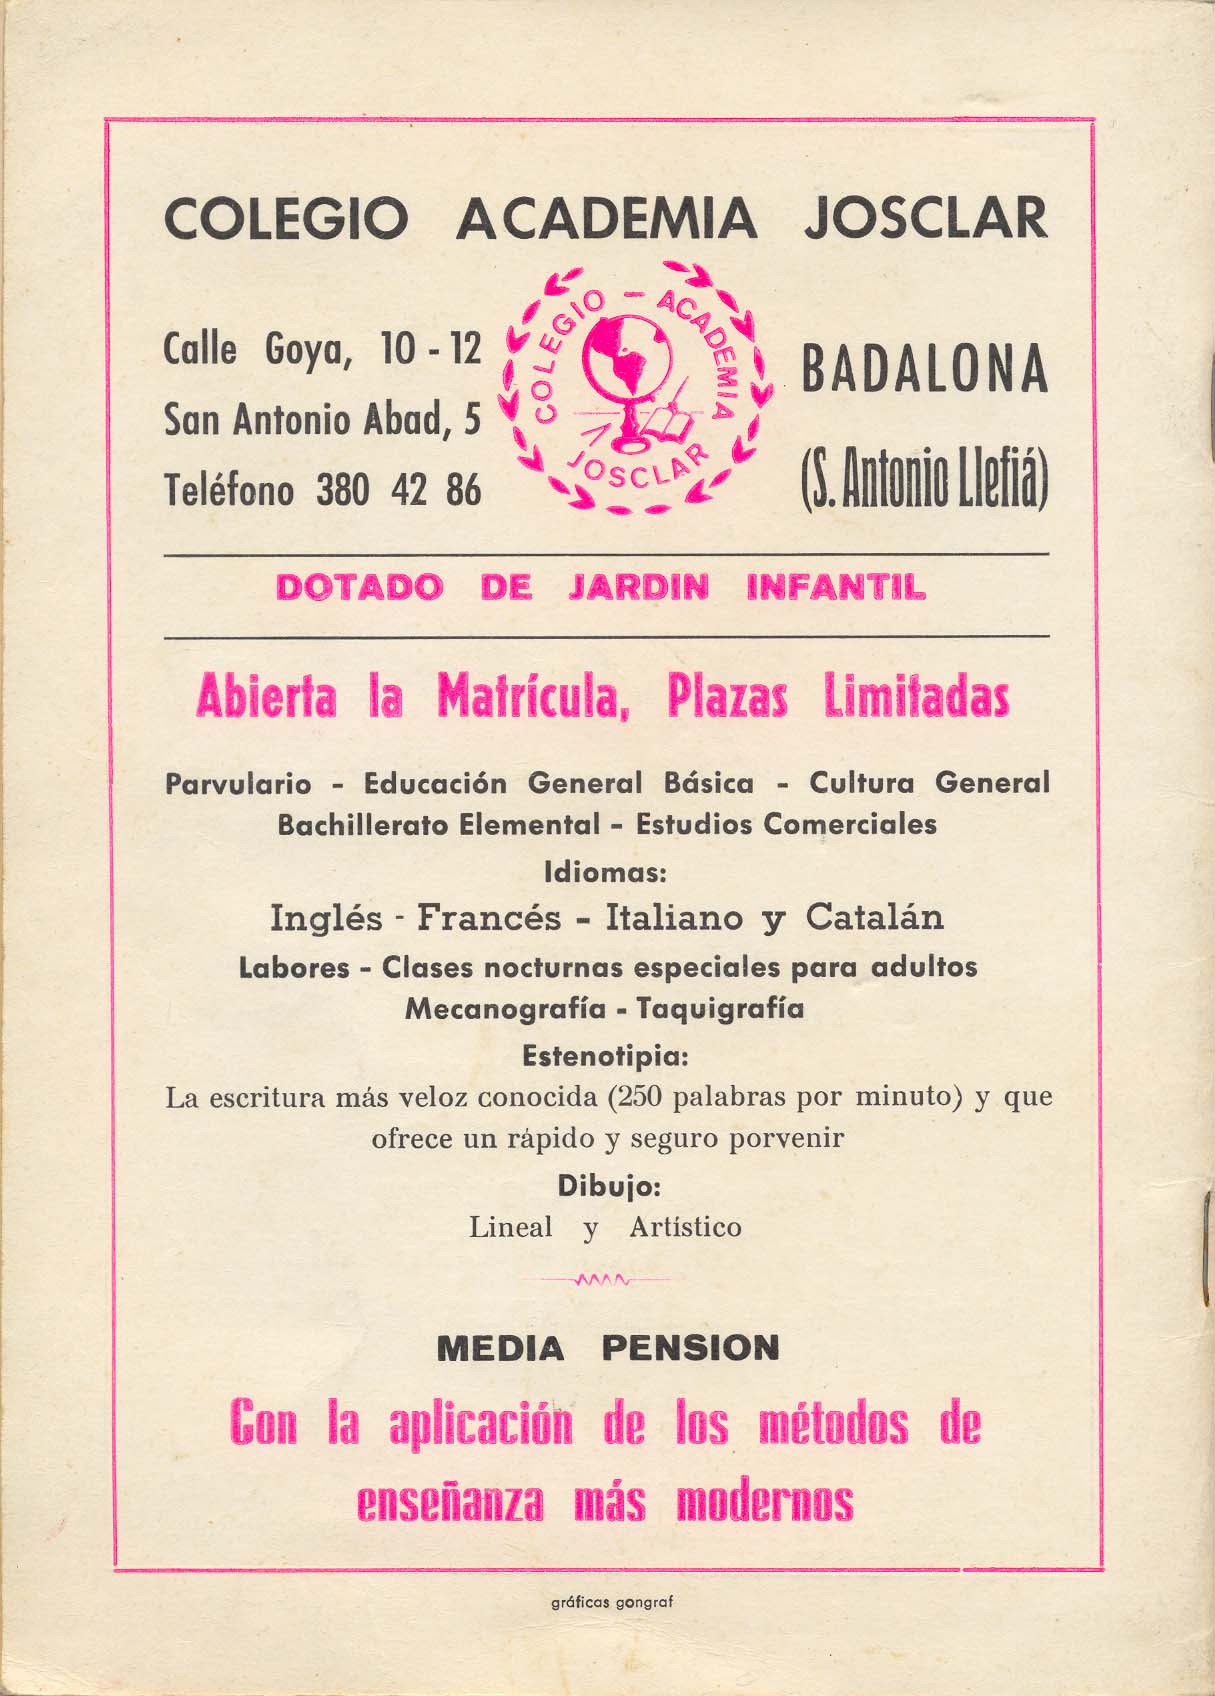 COLEGIO ACADEMIA JOSCLAR
Calle Goya, 10 - 12
San Antonio Abad, 5
Teléfono 380 42 86
COLEGIO - ACADEMIA
JOSCLAR
BADALONA
(S. Antonio Llefiá)
DOTADO DE JARDIN INFANTIL
Abierta la Matrícula, Plazas Limitadas
Parvulario - Educación General Básica - Cultura General
Bachillerato Elemental - Estudios Comerciales
Idiomas:
Inglés - Francés - Italiano y Catalán
Labores - Clases nocturnas especiales para adultos
Mecanografía - Taquigrafía
Estenotipia:
La escritura más veloz conocida (250 palabras por minuto) y que
ofrece un rápido y seguro porvenir
Dibujo:
Lineal y Artístico
MEDIA PENSION
Con la aplicación de los métodos de
enseñanza más modernos
gráficas gongraf